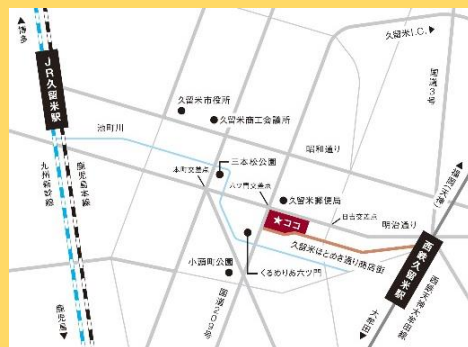 ▲博多
JR久留米駅
九州新幹線
鹿児島本線
鹿児島▼
池町川
久留米市役所
久留米商工会議所
三本松公園
本町交差点
六ツ門交差点
久留米I.C.▶
国道3号
昭和通り
久留米郵便局
日吉交差点
明治通り
▲福岡(天神)
★ココ
久留米ほとめき通り商店街
西鉄久留米駅
西鉄天神大牟田線
大牟田▼
くるめりあ六ツ門
小頭町公園
国道209号